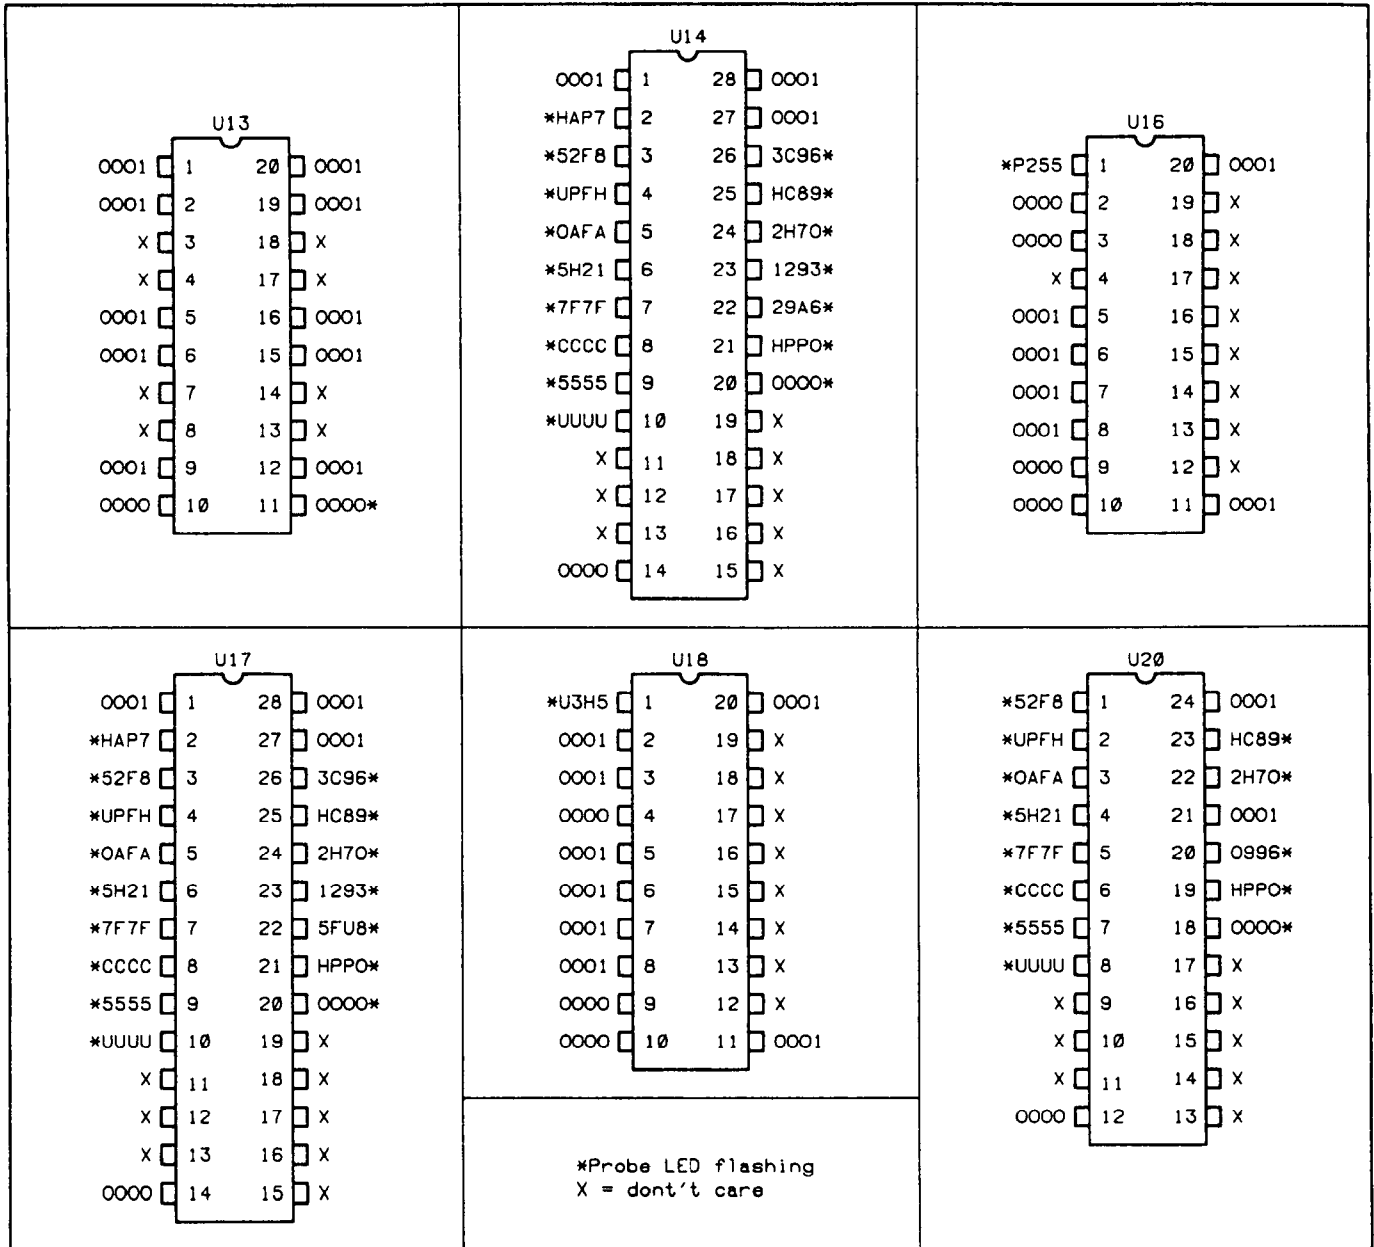 U13
0001 1 20 0001
0001 2 19 0001
X 3 18 X
X 4 17 X
0001 5 16 0001
0001 6 15 0001
X 7 14 X
X 8 13 X
0001 9 12 0001
0000 10 11 0000*
U14
0001 1 28 0001
*HAP7 2 27 0001
*52F8 3 26 3C96*
*UPFH 4 25 HC89*
*0AFA 5 24 2H70*
*5H21 6 23 1293*
*7F7F 7 22 29A6*
*CCCC 8 21 HPP0*
*5555 9 20 0000*
*UUUU 10 19 X
X 11 18 X
X 12 17 X
X 13 16 X
0000 14 15 X
U16
*P255 1 20 0001
0000 2 19 X
0000 3 18 X
X 4 17 X
0001 5 16 X
0001 6 15 X
0001 7 14 X
0001 8 13 X
0000 9 12 X
0000 10 11 0001
U17
0001 1 28 0001
*HAP7 2 27 0001
*52F8 3 26 3C96*
*UPFH 4 25 HC89*
*0AFA 5 24 2H70*
*5H21 6 23 1293*
*7F7F 7 22 5FU8*
*CCCC 8 21 HPP0*
*5555 9 20 0000*
*UUUU 10 19 X
X 11 18 X
X 12 17 X
X 13 16 X
0000 14 15 X
U18
*U3H5 1 20 0001
0001 2 19 X
0001 3 18 X
0000 4 17 X
0001 5 16 X
0001 6 15 X
0001 7 14 X
0001 8 13 X
0000 9 12 X
0000 10 11 0001
*Probe LED flashing
X = dont't care
U20
*52F8 1 24 0001
*UPFH 2 23 HC89*
*0AFA 3 22 2H70*
*5H21 4 21 0001
*7F7F 5 20 0996*
*CCCC 6 19 HPP0*
*5555 7 18 0000*
*UUUU 8 17 X
X 9 16 X
X 10 15 X
X 11 14 X
0000 12 13 X